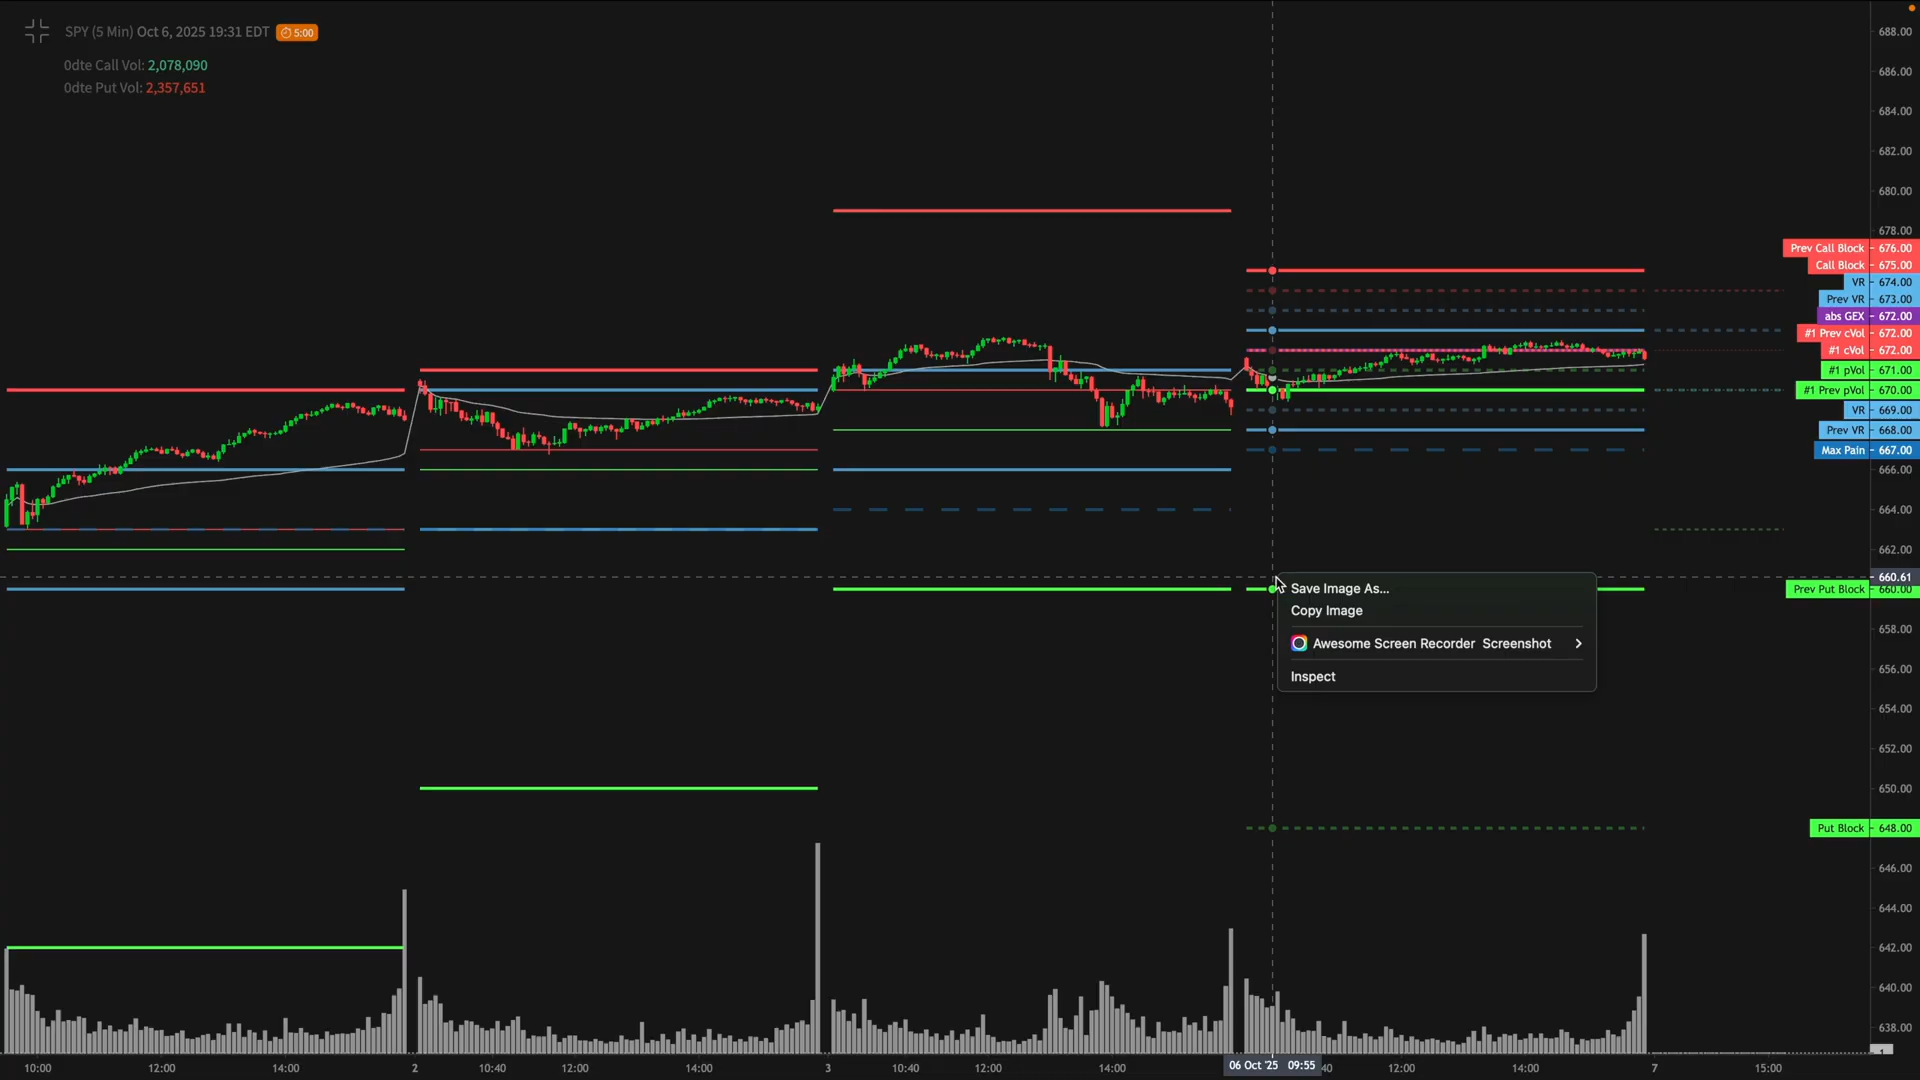 SPY (5 Min) Oct 6, 2025 19:31 EDT 5:00
0dte Call Vol: 2,078,090
0dte Put Vol: 2,357,651
688.00
686.00
684.00
682.00
680.00
678.00
Prev Call Block 676.00
Call Block 675.00
VR 674.00
Prev VR 673.00
abs GEX 672.00
#1 Prev cVol 672.00
#1 cVol 672.00
#1 pVol 671.00
#1 Prev pVol 670.00
VR 669.00
Prev VR 668.00
Max Pain 667.00
666.00
664.00
662.00
660.61
Prev Put Block 660.00
Save Image As...
Copy Image
Awesome Screen Recorder Screenshot
Inspect
658.00
656.00
654.00
652.00
650.00
Put Block 648.00
646.00
644.00
642.00
640.00
638.00
10:00 12:00 14:00 2 10:40 12:00 14:00 3 10:40 12:00 14:00 06 Oct '25 09:55 :40 12:00 14:00 7 15:00